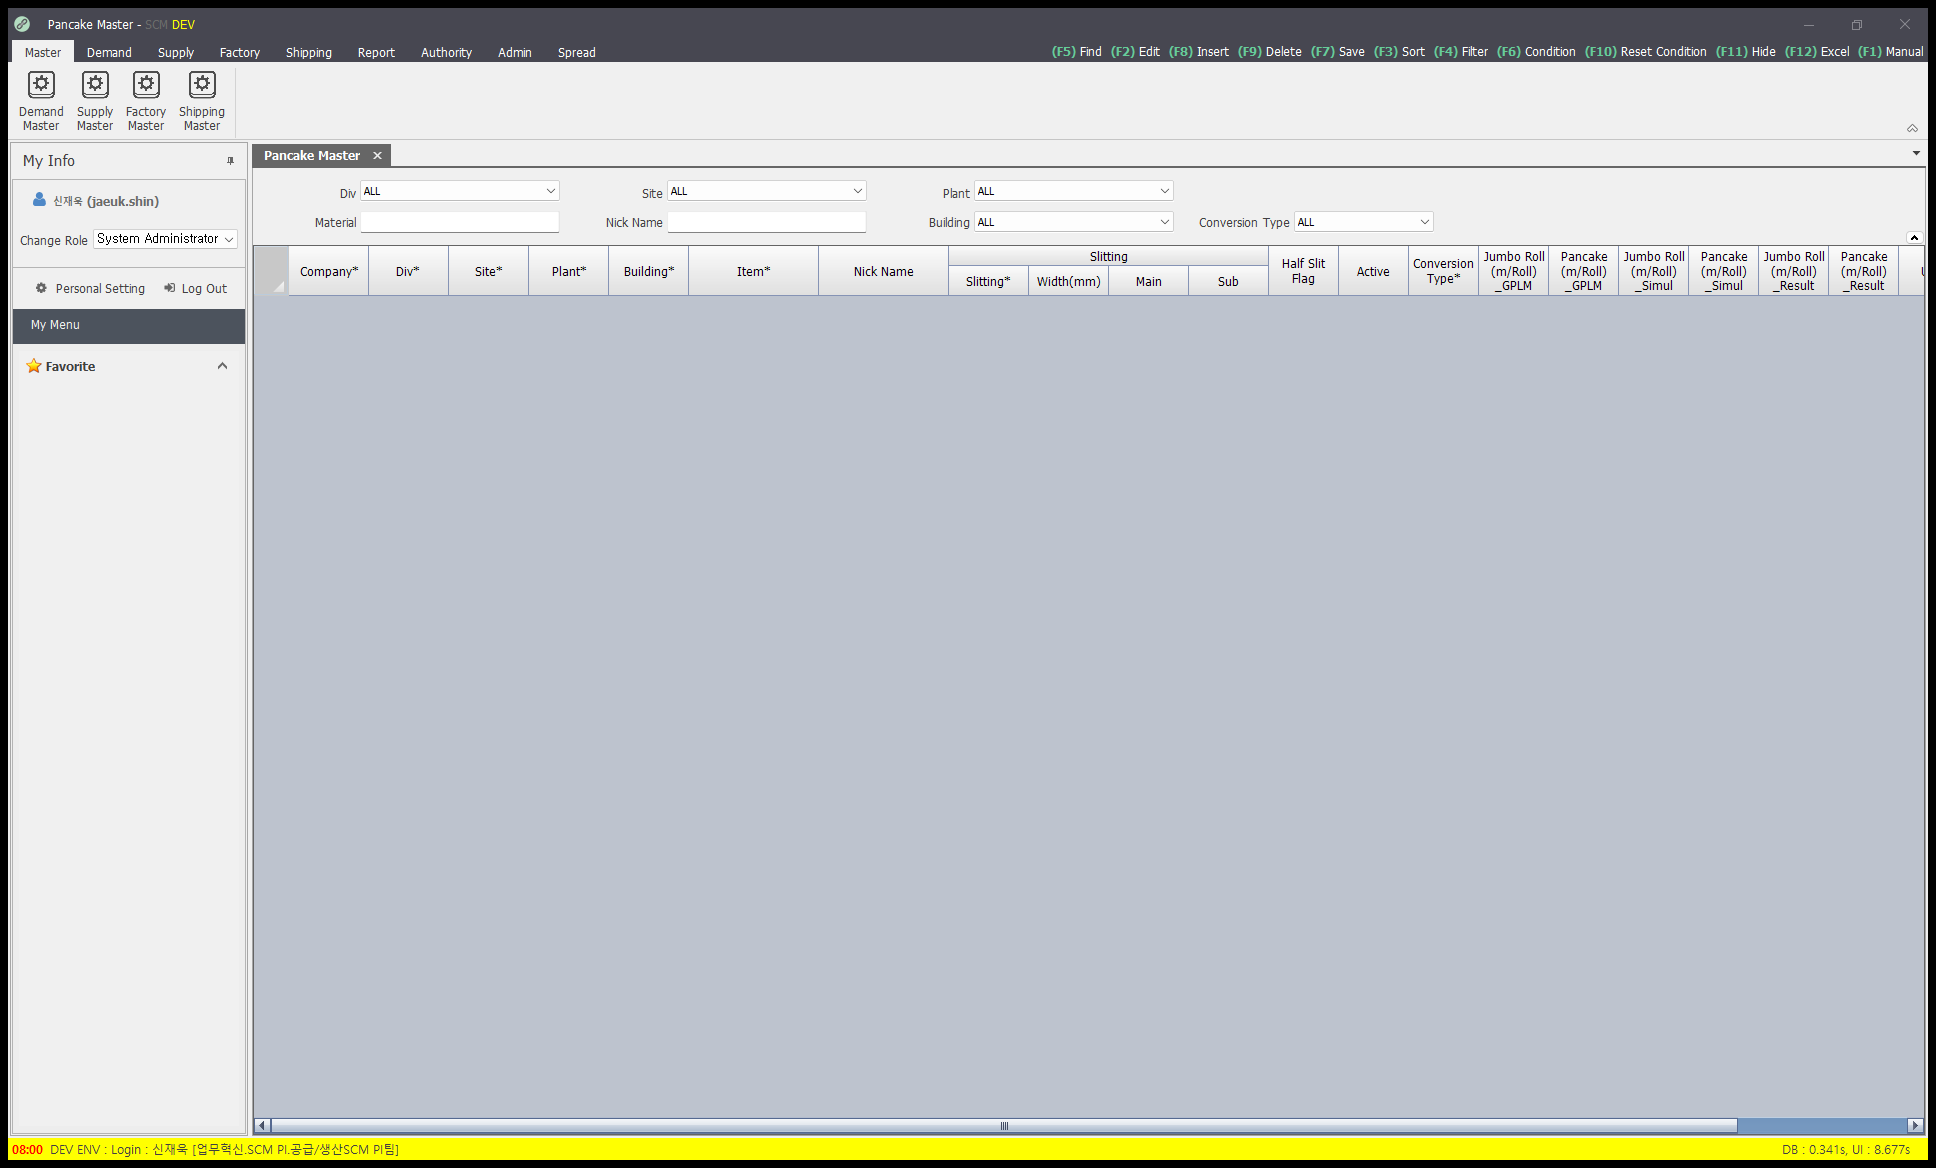 Pancake Master - SCM DEV
Master Demand Supply Factory Shipping Report Authority Admin Spread
(F5) Find (F2) Edit (F8) Insert (F9) Delete (F7) Save (F3) Sort (F4) Filter (F6) Condition (F10) Reset Condition (F11) Hide (F12) Excel (F1) Manual
Demand Master
Supply Master
Factory Master
Shipping Master
My Info
신재욱 (jaeuk.shin)
Change Role System Administrator
Personal Setting Log Out
My Menu
Favorite
Pancake Master
Div ALL Site ALL Plant ALL
Material Nick Name Building ALL Conversion Type ALL
Company*
Div*
Site*
Plant*
Building*
Item*
Nick Name
Slitting
Slitting* Width(mm) Main Sub
Half Slit Flag
Active
Conversion Type*
Jumbo Roll (m/Roll) _GPLM
Pancake (m/Roll) _GPLM
Jumbo Roll (m/Roll) _Simul
Pancake (m/Roll) _Simul
Jumbo Roll (m/Roll) _Result
Pancake (m/Roll) _Result
08:00 DEV ENV : Login : 신재욱 [업무혁신.SCM PI.공급/생산SCM PI팀]
DB : 0.341s, UI : 8.677s